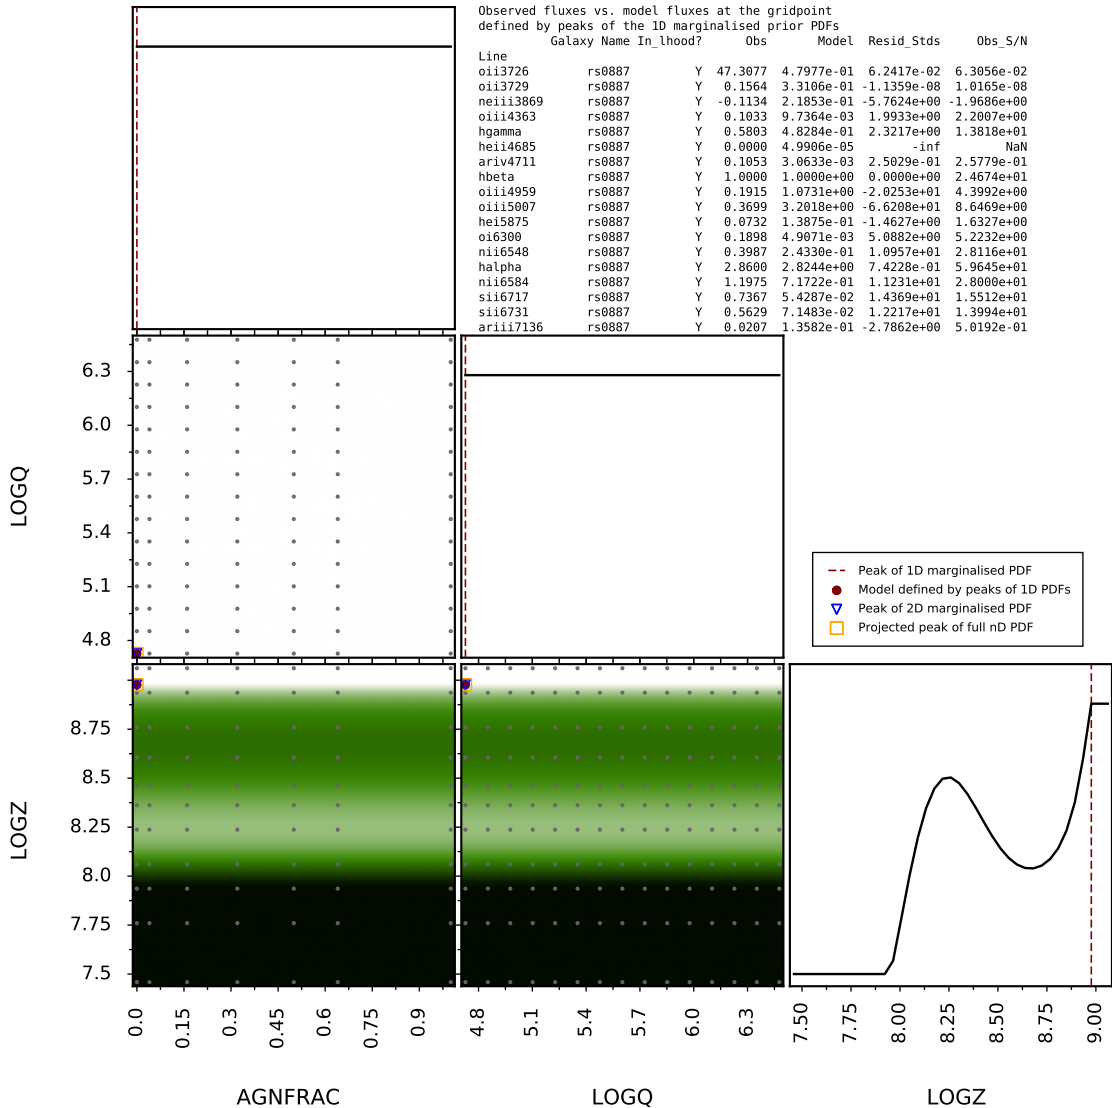 Observed fluxes vs. model fluxes at the gridpoint
defined by peaks of the 1D marginalised prior PDFs
Galaxy Name In_lhood? Obs Model Resid_Stds Obs_S/N
Line
oii3726 rs0887 Y 47.3077 4.7977e-01 6.2417e-02 6.3056e-02
oii3729 rs0887 Y 0.1564 3.3106e-01 -1.1359e-08 1.0165e-08
neiii3869 rs0887 Y -0.1134 2.1853e-01 -5.7624e+00 -1.9686e+00
oiii4363 rs0887 Y 0.1033 9.7364e-03 1.9933e+00 2.2007e+00
hgamma rs0887 Y 0.5803 4.8284e-01 2.3217e+00 1.3818e+01
heii4685 rs0887 Y 0.0000 4.9906e-05 -inf NaN
ariv4711 rs0887 Y 0.1053 3.0633e-03 2.5029e-01 2.5779e-01
hbeta rs0887 Y 1.0000 1.0000e+00 0.0000e+00 2.4674e+01
oiii4959 rs0887 Y 0.1915 1.0731e+00 -2.0253e+01 4.3992e+00
oiii5007 rs0887 Y 0.3699 3.2018e+00 -6.6208e+01 8.6469e+00
hei5875 rs0887 Y 0.0732 1.3875e-01 -1.4627e+00 1.6327e+00
oi6300 rs0887 Y 0.1898 4.9071e-03 5.0882e+00 5.2232e+00
nii6548 rs0887 Y 0.3987 2.4330e-01 1.0957e+01 2.8116e+01
halpha rs0887 Y 2.8600 2.8244e+00 7.4228e-01 5.9645e+01
nii6584 rs0887 Y 1.1975 7.1722e-01 1.1231e+01 2.8000e+01
sii6717 rs0887 Y 0.7367 5.4287e-02 1.4369e+01 1.5512e+01
sii6731 rs0887 Y 0.5629 7.1483e-02 1.2217e+01 1.3994e+01
ariii7136 rs0887 Y 0.0207 1.3582e-01 -2.7862e+00 5.0192e-01
6.3
6.0
5.7
5.4
5.1
4.8
LOGQ
Peak of 1D marginalised PDF
Model defined by peaks of 1D PDFs
Peak of 2D marginalised PDF
Projected peak of full nD PDF
8.75
8.5
8.25
8.0
7.75
7.5
LOGZ
0.0 0.15 0.3 0.45 0.6 0.75 0.9
4.8 5.1 5.4 5.7 6.0 6.3
7.50 7.75 8.00 8.25 8.50 8.75 9.00
AGNFRAC LOGQ LOGZ